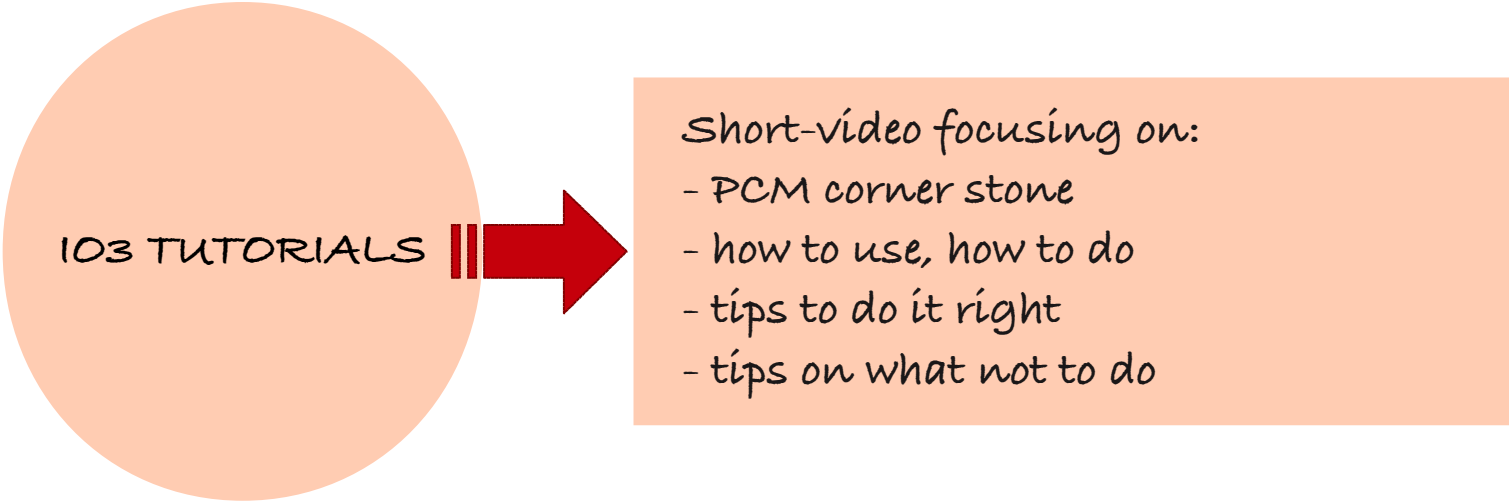 IO3 TUTORIALS
Short-video focusing on:
- PCM corner stone
- how to use, how to do
- tips to do it right
- tips on what not to do